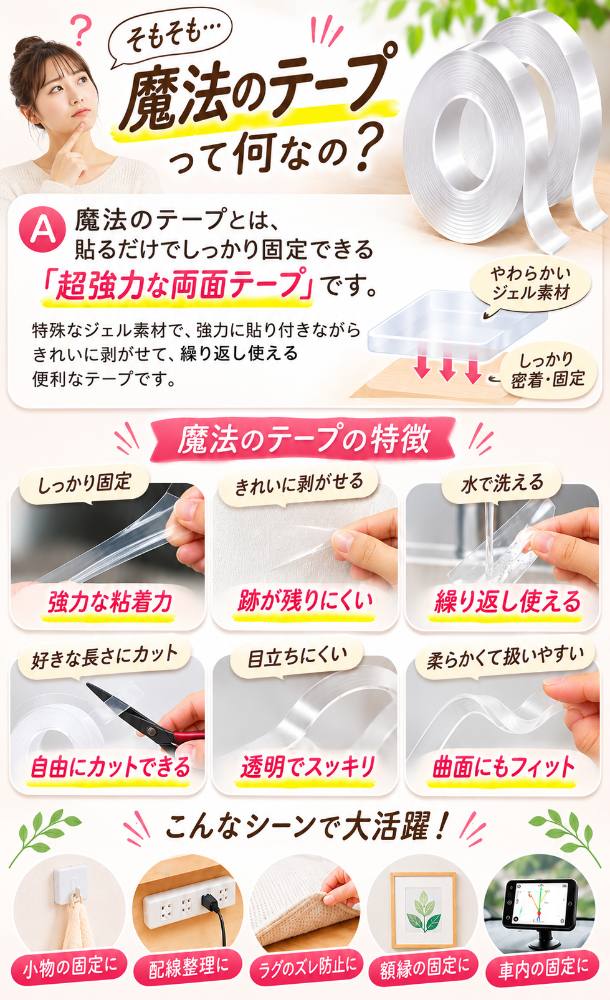 ?
そもそも…
魔法のテープ
って何なの?
A
魔法のテープとは、
貼るだけでしっかり固定できる
「超強力な両面テープ」です。
やわらかい
ジェル素材
特殊なジェル素材で、強力に貼り付きながら
きれいに剥がせて、繰り返し使える
便利なテープです。
しっかり
密着・固定
魔法のテープの特徴
しっかり固定
強力な粘着力
きれいに剥がせる
跡が残りにくい
水で洗える
繰り返し使える
好きな長さにカット
自由にカットできる
目立ちにくい
透明でスッキリ
柔らかくて扱いやすい
曲面にもフィット
こんなシーンで大活躍!
小物の固定に
配線整理に
ラグのズレ防止に
額縁の固定に
車内の固定に